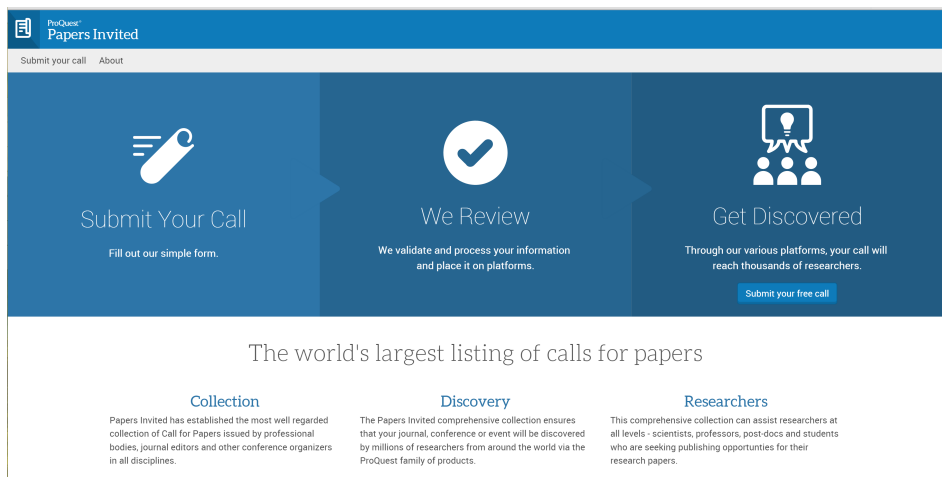 ProQuest®
Papers Invited
Submit your call About
Submit Your Call
Fill out our simple form.
We Review
We validate and process your information
and place it on platforms.
Get Discovered
Through our various platforms, your call will
reach thousands of researchers.
Submit your free call
The world's largest listing of calls for papers
Collection
Papers Invited has established the most well regarded
collection of Call for Papers issued by professional
bodies, journal editors and other conference organizers
in all disciplines.
Discovery
The Papers Invited comprehensive collection ensures
that your journal, conference or event will be discovered
by millions of researchers from around the world via the
ProQuest family of products.
Researchers
This comprehensive collection can assist researchers at
all levels - scientists, professors, post-docs and students
who are seeking publishing opportunties for their
research papers.